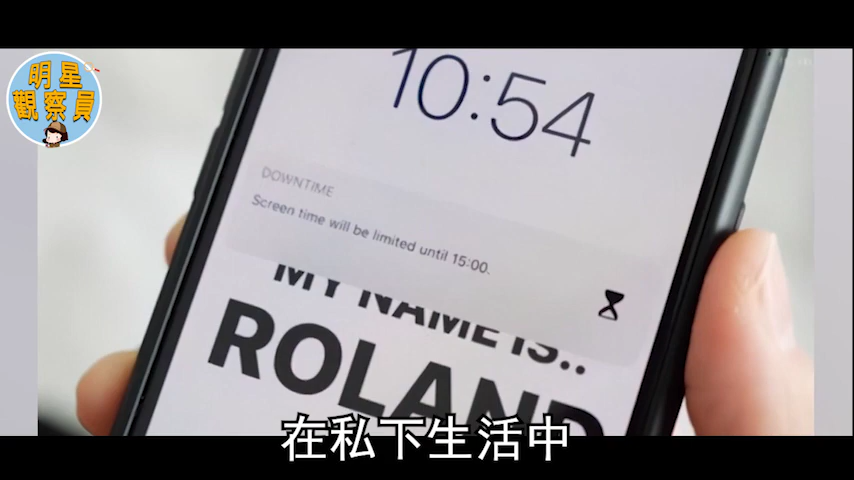 明星
觀察員
10:54
DOWNTIME
Screen time will be limited until 15:00.
MY NAME IS..
ROLAND
在私下生活中